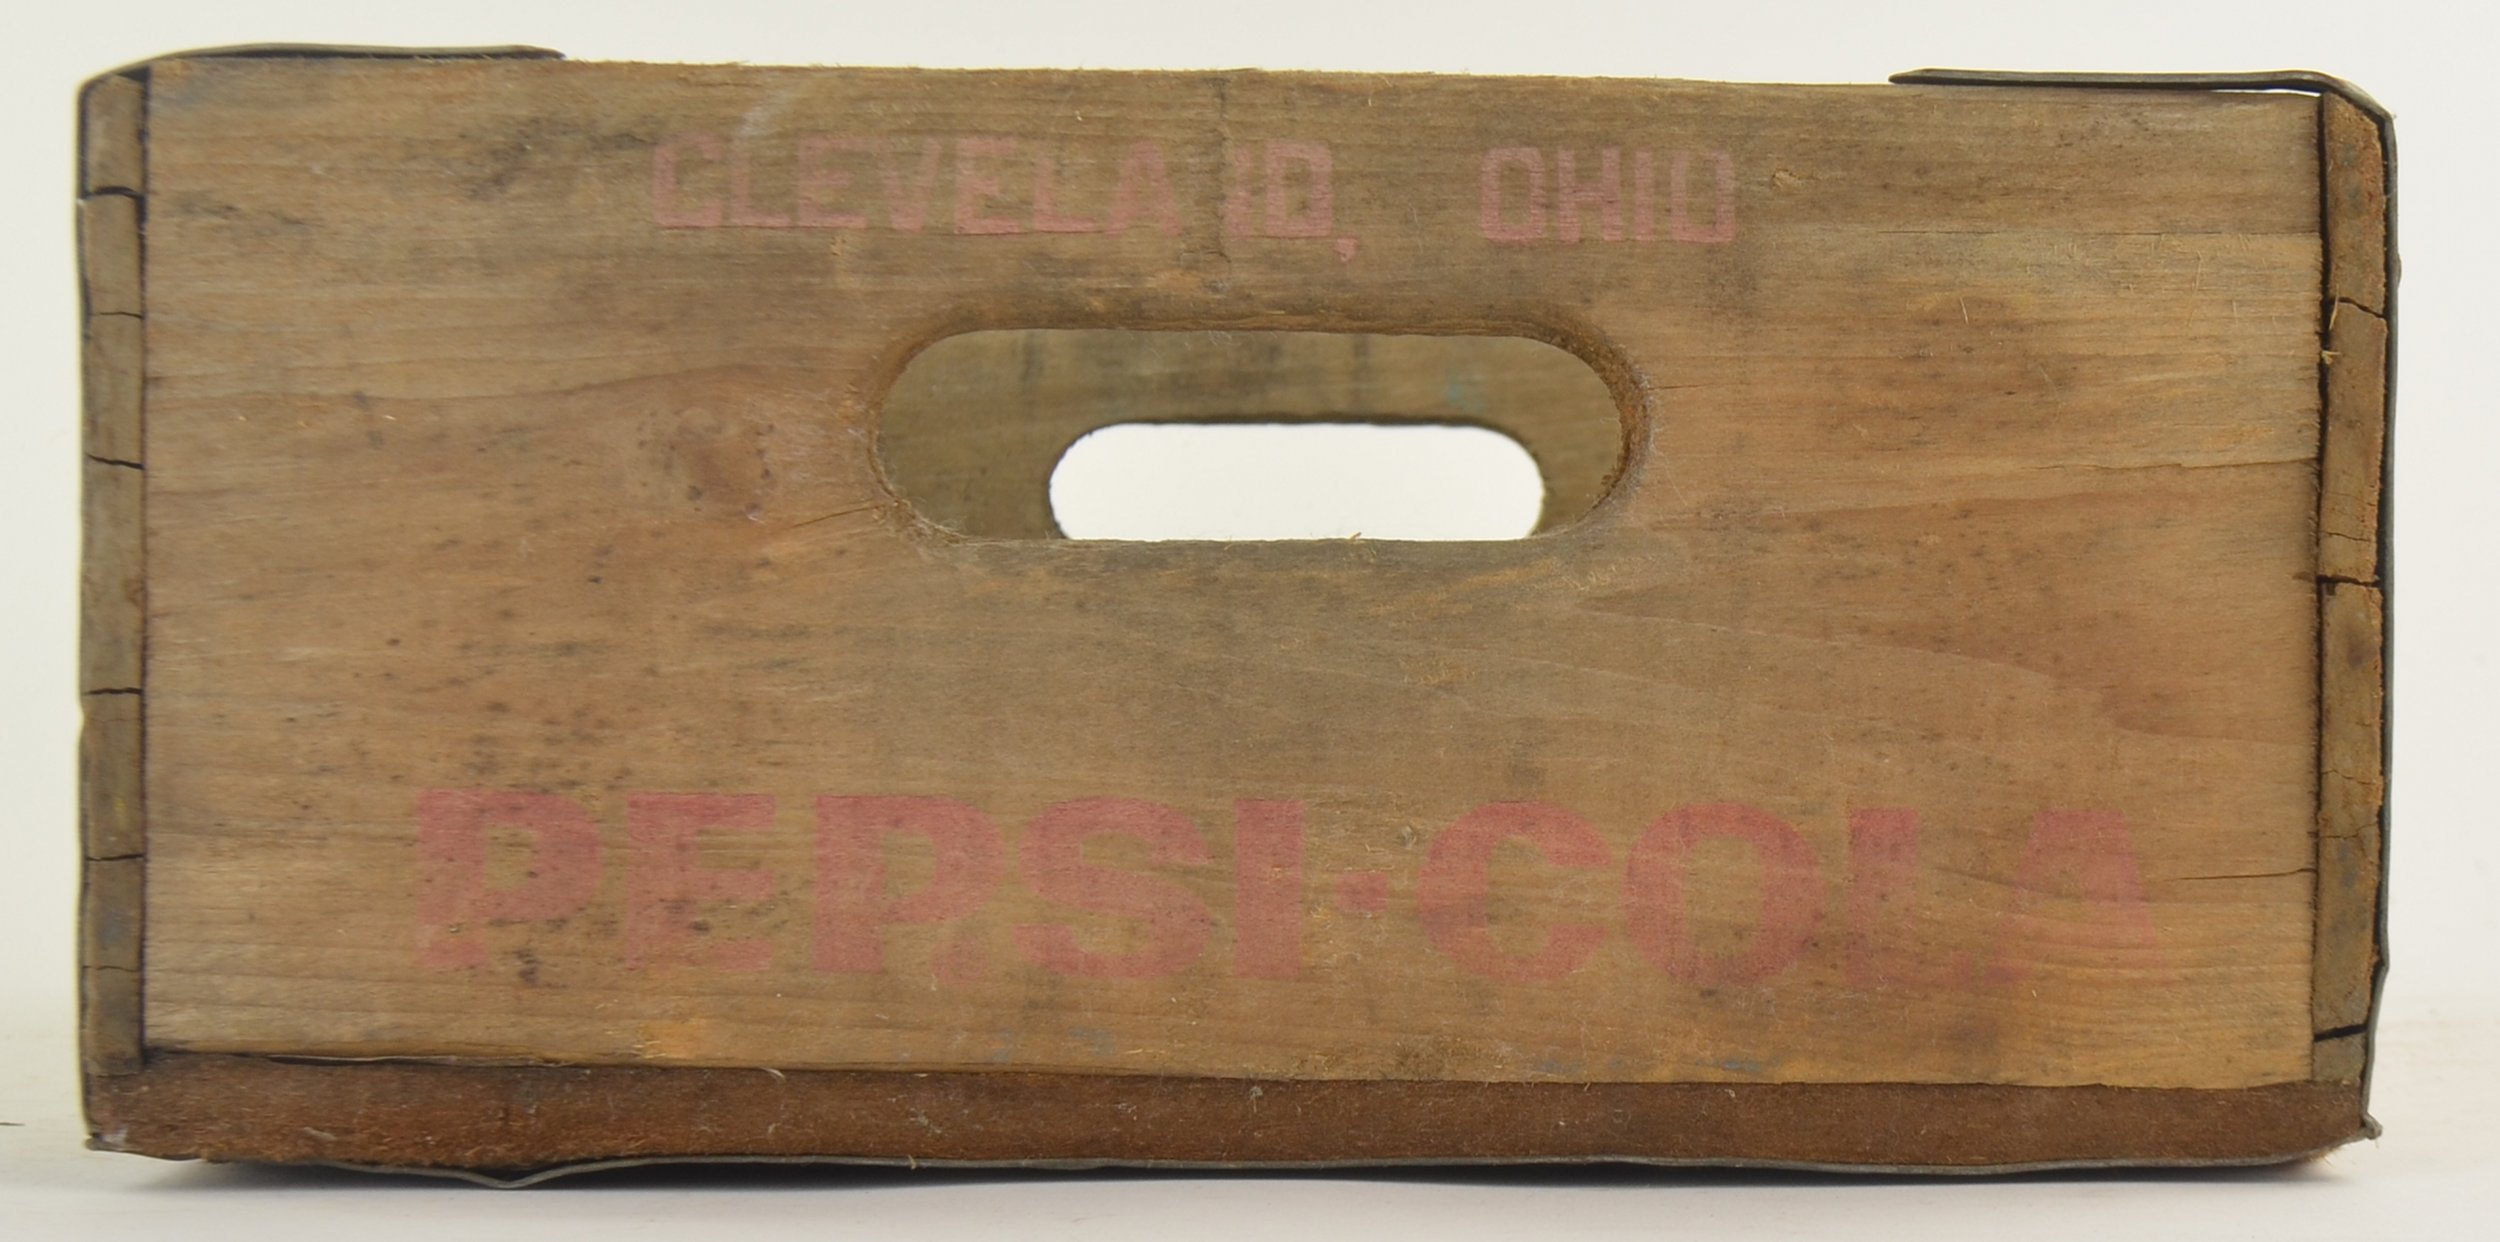 CLEVELAND, OHIO
PEPSI·COLA